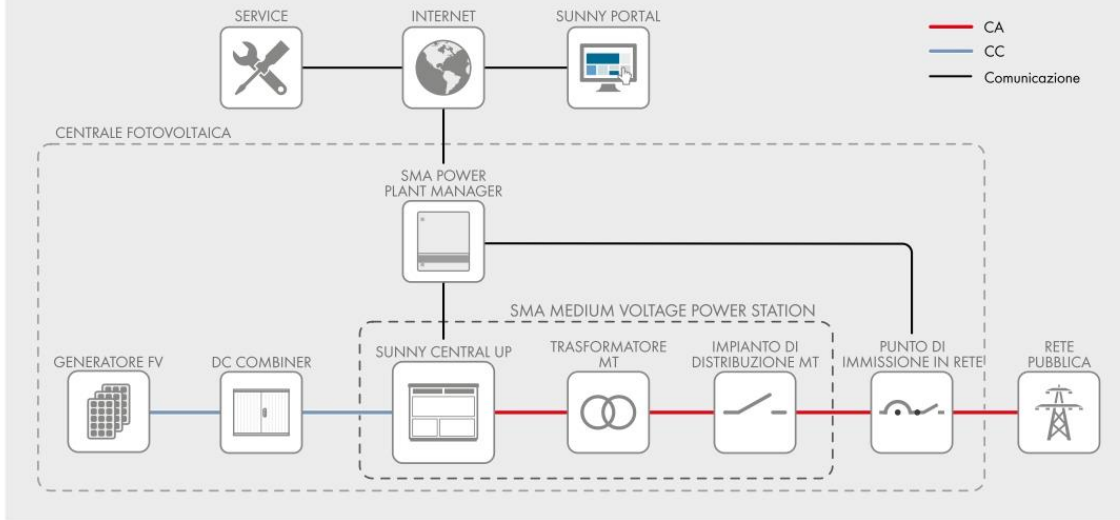 SERVICE
INTERNET
SUNNY PORTAL
CA
CC
Comunicazione
CENTRALE FOTOVOLTAICA
SMA POWER
PLANT MANAGER
SMA MEDIUM VOLTAGE POWER STATION
GENERATORE FV
DC COMBINER
SUNNY CENTRAL UP
TRASFORMATORE
MT
IMPIANTO DI
DISTRIBUZIONE MT
PUNTO DI
IMMISSIONE IN RETE
RETE
PUBBLICA